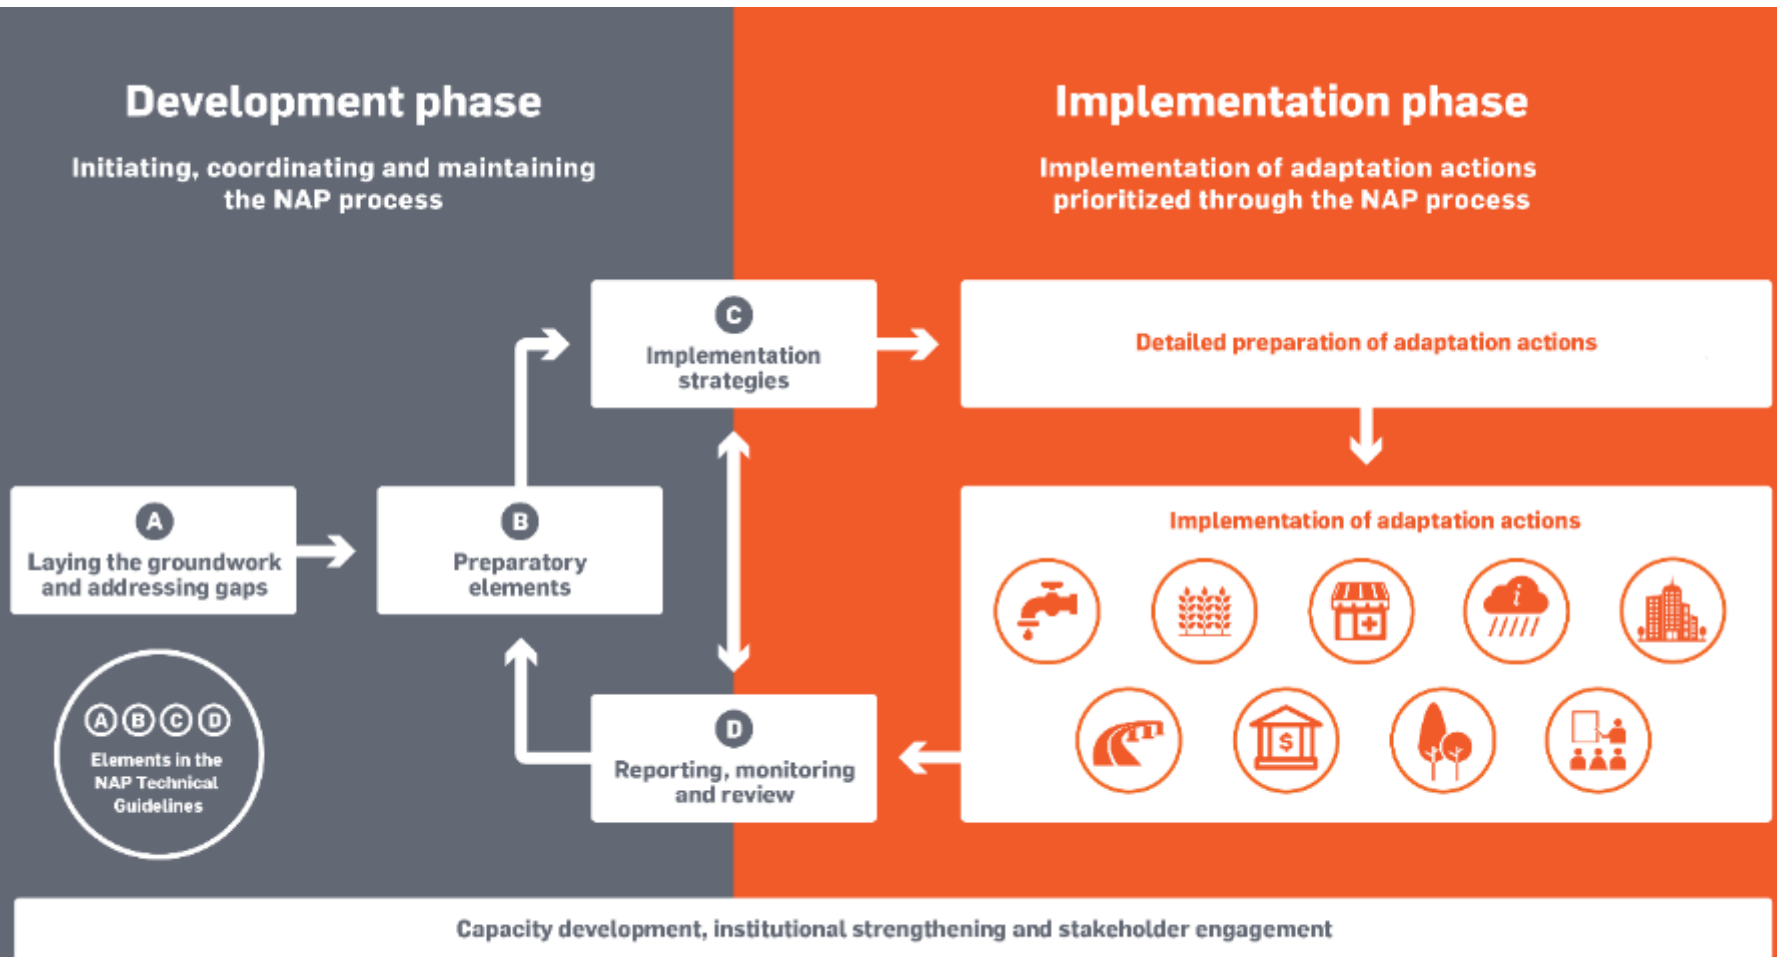 Development phase
Initiating, coordinating and maintaining
the NAP process
Implementation phase
Implementation of adaptation actions
prioritized through the NAP process
C
Implementation
strategies
Detailed preparation of adaptation actions
A
Laying the groundwork
and addressing gaps
B
Preparatory
elements
Implementation of adaptation actions
i
$
A B C D
Elements in the
NAP Technical
Guidelines
D
Reporting, monitoring
and review
Capacity development, institutional strengthening and stakeholder engagement